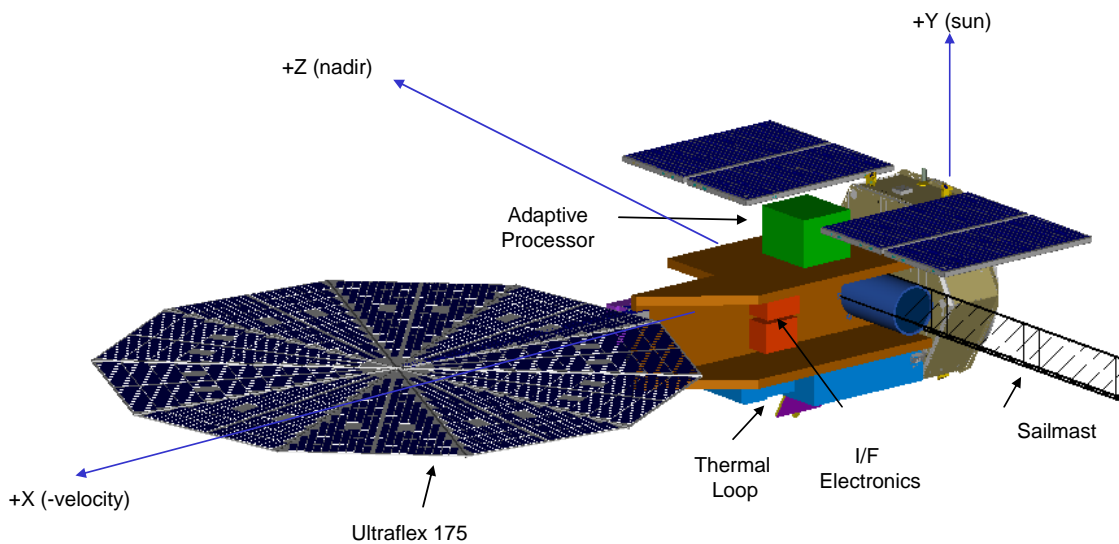 +Y (sun)
+Z (nadir)
Adaptive
Processor
Sailmast
I/F
Electronics
Thermal
Loop
+X (-velocity)
Ultraflex 175